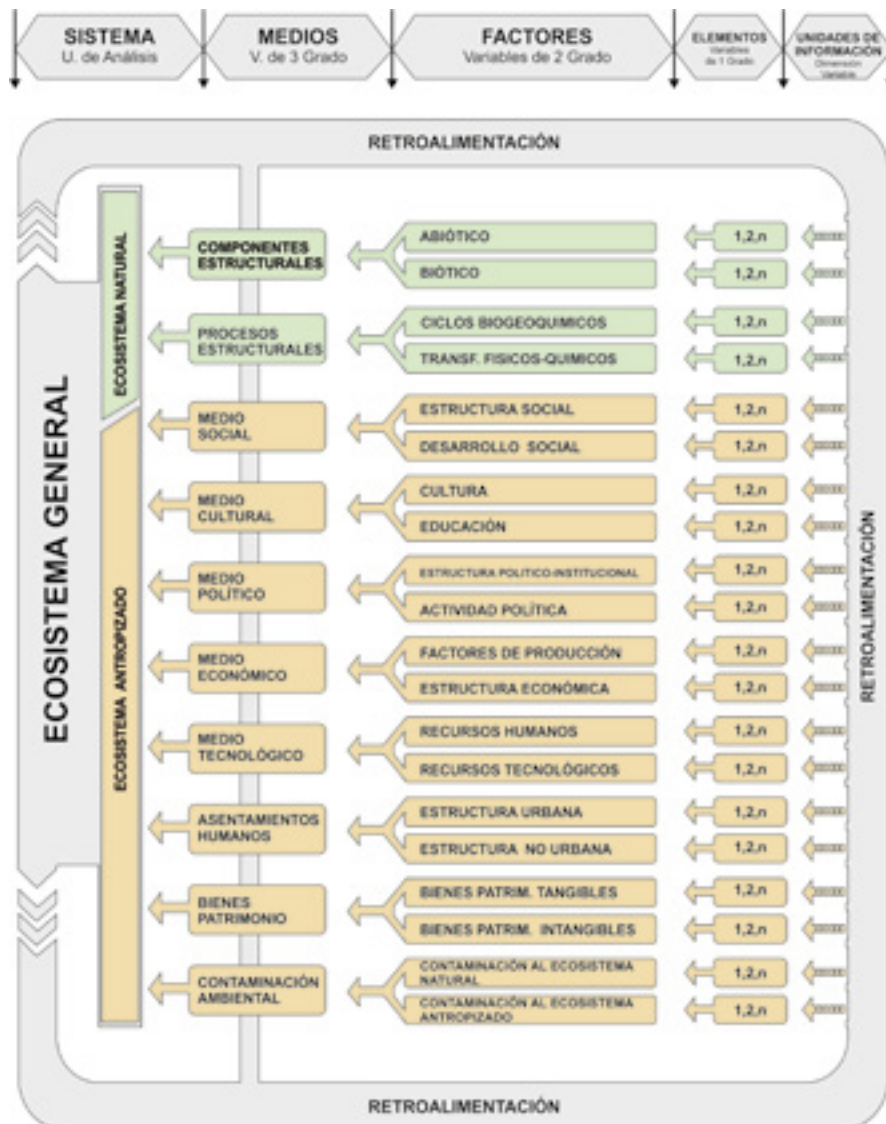 SISTEMA
U. de Análisis
MEDIOS
V. de 3 Grado
FACTORES
Variables de 2 Grado
ELEMENTOS
Variables
de 1 Grado
UNIDADES DE
INFORMACIÓN
Dimensión
Variable
RETROALIMENTACIÓN
ECOSISTEMA GENERAL
ECOSISTEMA NATURAL
COMPONENTES
ESTRUCTURALES
ABIÓTICO
1,2,n
BIÓTICO
1,2,n
PROCESOS
ESTRUCTURALES
CICLOS BIOGEOQUIMICOS
1,2,n
TRANSF. FISICOS-QUIMICOS
1,2,n
ECOSISTEMA ANTROPIZADO
MEDIO
SOCIAL
ESTRUCTURA SOCIAL
1,2,n
DESARROLLO SOCIAL
1,2,n
MEDIO
CULTURAL
CULTURA
1,2,n
EDUCACIÓN
1,2,n
MEDIO
POLÍTICO
ESTRUCTURA POLITICO-INSTITUCIONAL
1,2,n
ACTIVIDAD POLÍTICA
1,2,n
MEDIO
ECONÓMICO
FACTORES DE PRODUCCIÓN
1,2,n
ESTRUCTURA ECONÓMICA
1,2,n
MEDIO
TECNOLÓGICO
RECURSOS HUMANOS
1,2,n
RECURSOS TECNOLÓGICOS
1,2,n
ASENTAMIENTOS
HUMANOS
ESTRUCTURA URBANA
1,2,n
ESTRUCTURA NO URBANA
1,2,n
BIENES
PATRIMONIO
BIENES PATRIM. TANGIBLES
1,2,n
BIENES PATRIM. INTANGIBLES
1,2,n
CONTAMINACIÓN
AMBIENTAL
CONTAMINACIÓN AL ECOSISTEMA
NATURAL
1,2,n
CONTAMINACIÓN AL ECOSISTEMA
ANTROPIZADO
1,2,n
RETROALIMENTACIÓN
RETROALIMENTACIÓN